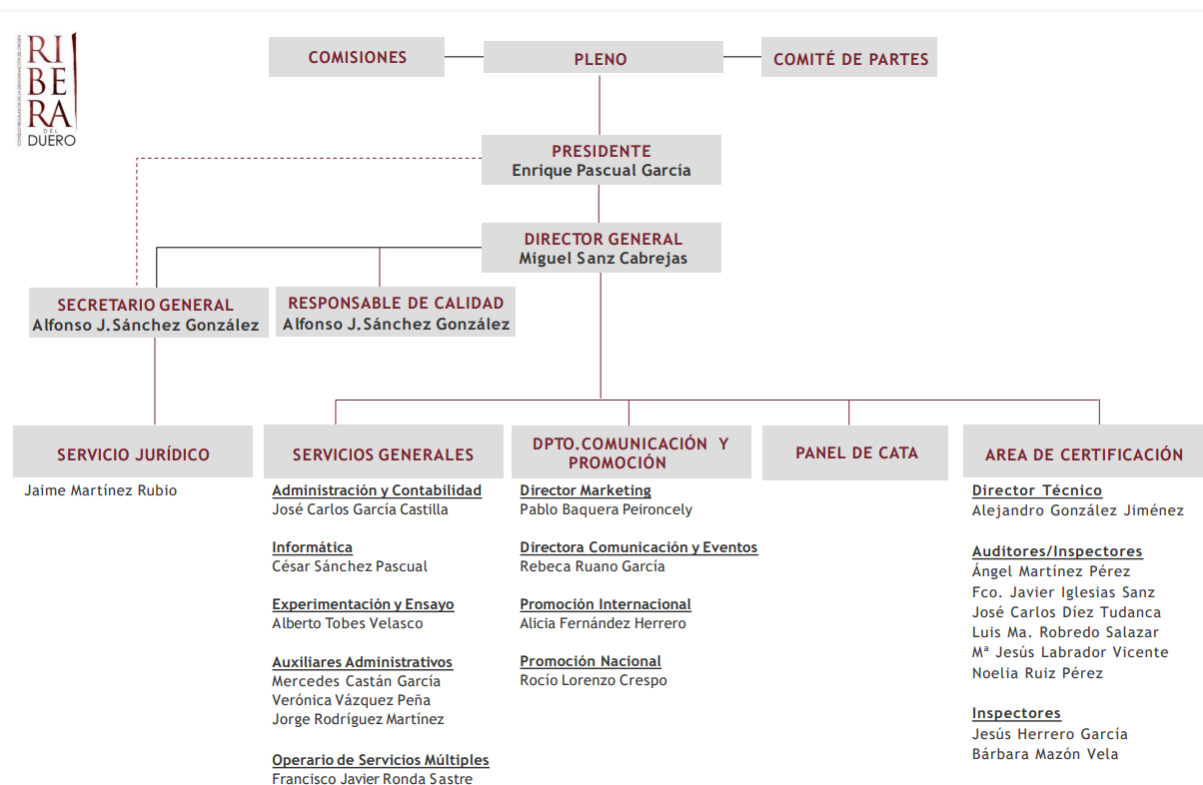 RI
BE
RA
DEL
DUERO
CONSEJO REGULADOR DE LA DENOMINACIÓN DE ORIGEN
COMISIONES
PLENO
COMITÉ DE PARTES
PRESIDENTE
Enrique Pascual García
DIRECTOR GENERAL
Miguel Sanz Cabrejas
SECRETARIO GENERAL
Alfonso J.Sánchez González
RESPONSABLE DE CALIDAD
Alfonso J.Sánchez González
SERVICIO JURÍDICO
Jaime Martínez Rubio
SERVICIOS GENERALES
Administración y Contabilidad
José Carlos García Castilla
Informática
César Sánchez Pascual
Experimentación y Ensayo
Alberto Tobes Velasco
Auxiliares Administrativos
Mercedes Castán García
Verónica Vázquez Peña
Jorge Rodríguez Martínez
Operario de Servicios Múltiples
Francisco Javier Ronda Sastre
DPTO.COMUNICACIÓN Y
PROMOCIÓN
Director Marketing
Pablo Baquera Peironcely
Directora Comunicación y Eventos
Rebeca Ruano García
Promoción Internacional
Alicia Fernández Herrero
Promoción Nacional
Rocío Lorenzo Crespo
PANEL DE CATA
AREA DE CERTIFICACIÓN
Director Técnico
Alejandro González Jiménez
Auditores/Inspectores
Ángel Martínez Pérez
Fco. Javier Iglesias Sanz
José Carlos Díez Tudanca
Luis Ma. Robredo Salazar
Mª Jesús Labrador Vicente
Noelia Ruiz Pérez
Inspectores
Jesús Herrero García
Bárbara Mazón Vela